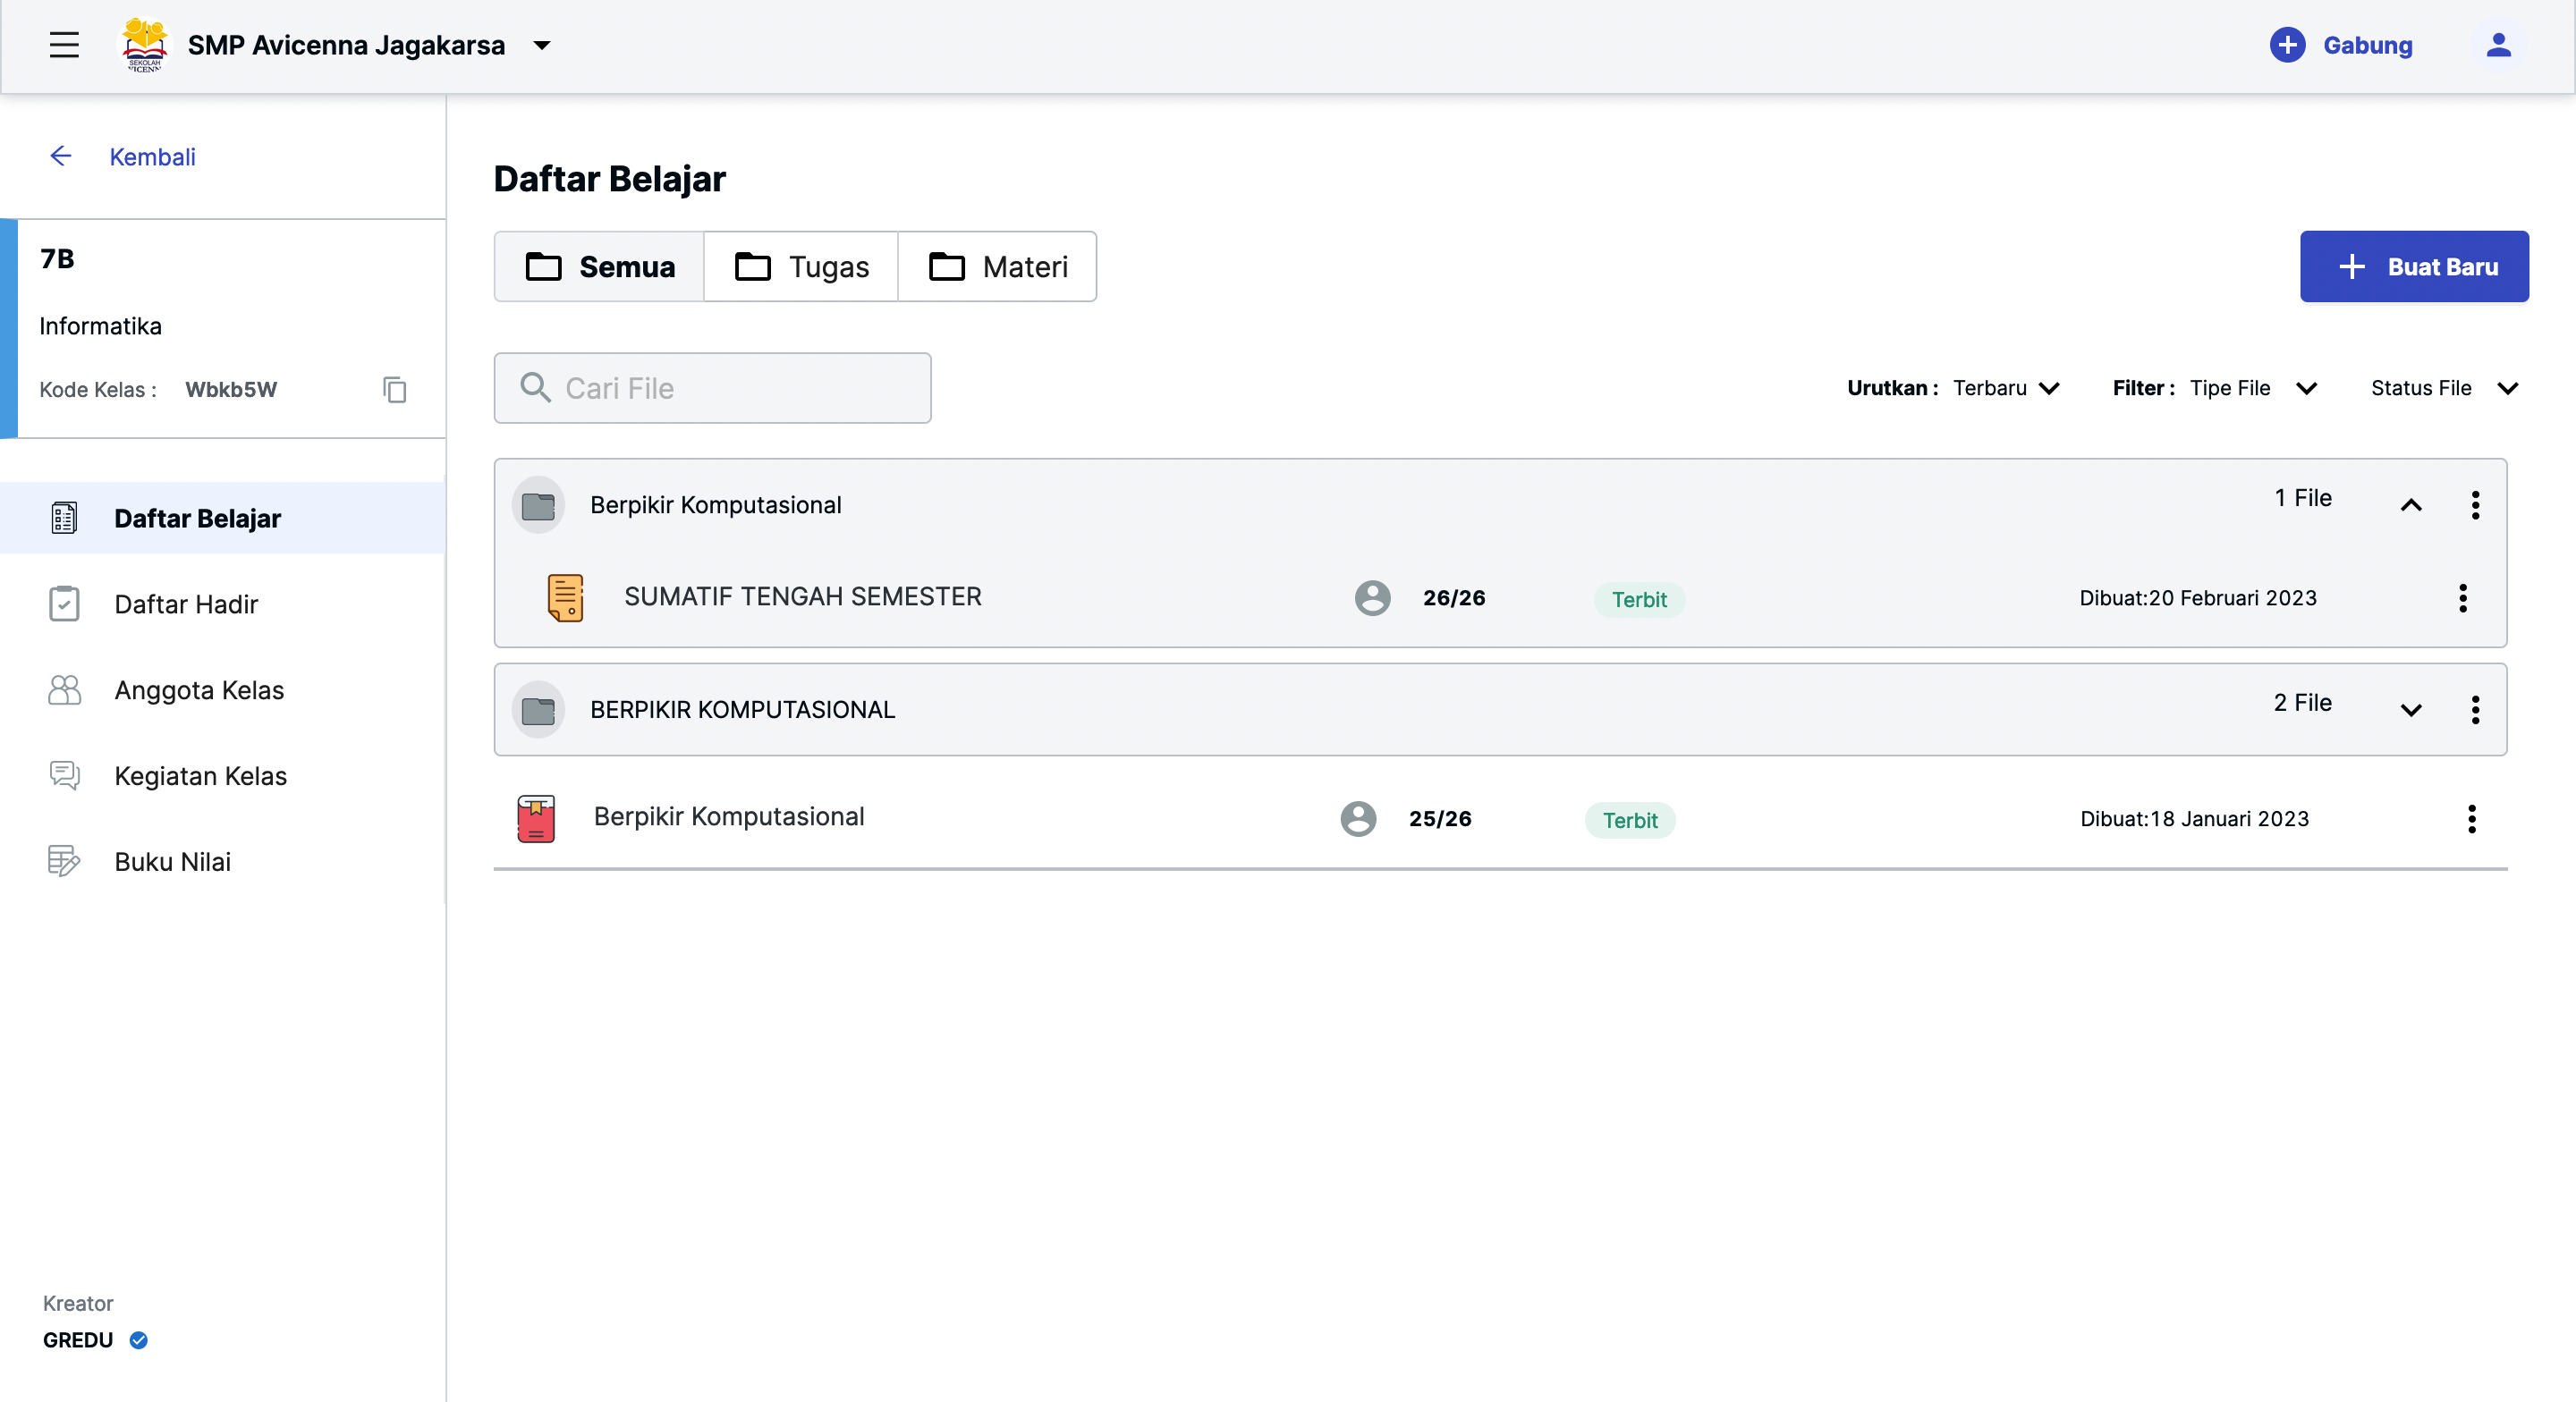 SMP Avicenna Jagakarsa
Gabung
SEKOLAH
Kembali
7B
Informatika
Kode Kelas : Wbkb5W
Daftar Belajar
Daftar Hadir
Anggota Kelas
Kegiatan Kelas
Buku Nilai
Kreator
GREDU
Daftar Belajar
Semua Tugas Materi
Buat Baru
Cari File
Urutkan : Terbaru Filter : Tipe File Status File
Berpikir Komputasional 1 File
SUMATIF TENGAH SEMESTER 26/26 Terbit Dibuat:20 Februari 2023
BERPIKIR KOMPUTASIONAL 2 File
Berpikir Komputasional 25/26 Terbit Dibuat:18 Januari 2023